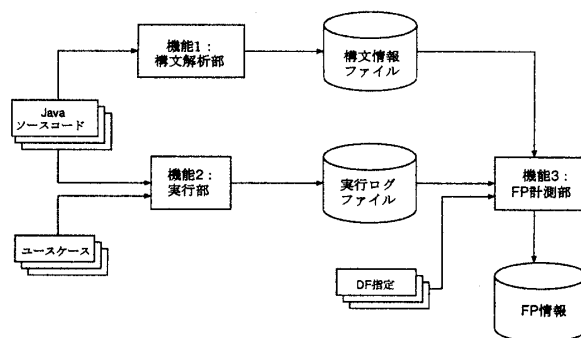 機能1：
構文解析部
構文情報
ファイル
Java
ソースコード
機能2：
実行部
実行ログ
ファイル
機能3：
FP計測部
ユースケース
DF指定
FP情報